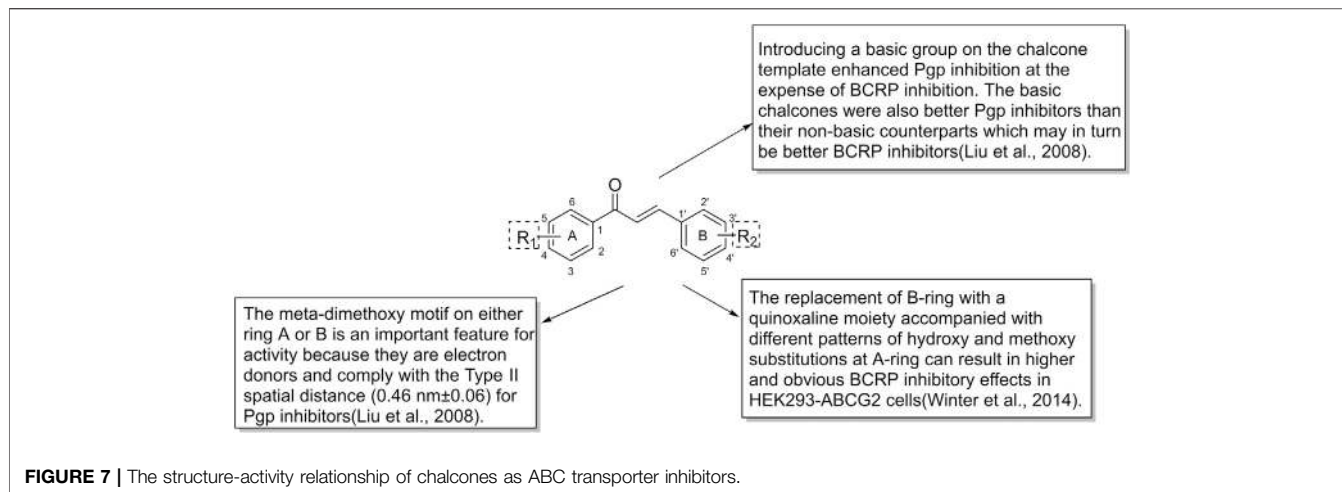 Introducing a basic group on the chalcone
template enhanced Pgp inhibition at the
expense of BCRP inhibition. The basic
chalcones were also better Pgp inhibitors than
their non-basic counterparts which may in turn
be better BCRP inhibitors(Liu et al., 2008).
O
6 1' 2'
5 3'
R1 A 1 B R2
4 2 6' 4'
3 5'
The meta-dimethoxy motif on either
ring A or B is an important feature for
activity because they are electron
donors and comply with the Type II
spatial distance (0.46 nm±0.06) for
Pgp inhibitors(Liu et al., 2008).
The replacement of B-ring with a
quinoxaline moiety accompanied with
different patterns of hydroxy and methoxy
substitutions at A-ring can result in higher
and obvious BCRP inhibitory effects in
HEK293-ABCG2 cells(Winter et al., 2014).
FIGURE 7 | The structure-activity relationship of chalcones as ABC transporter inhibitors.